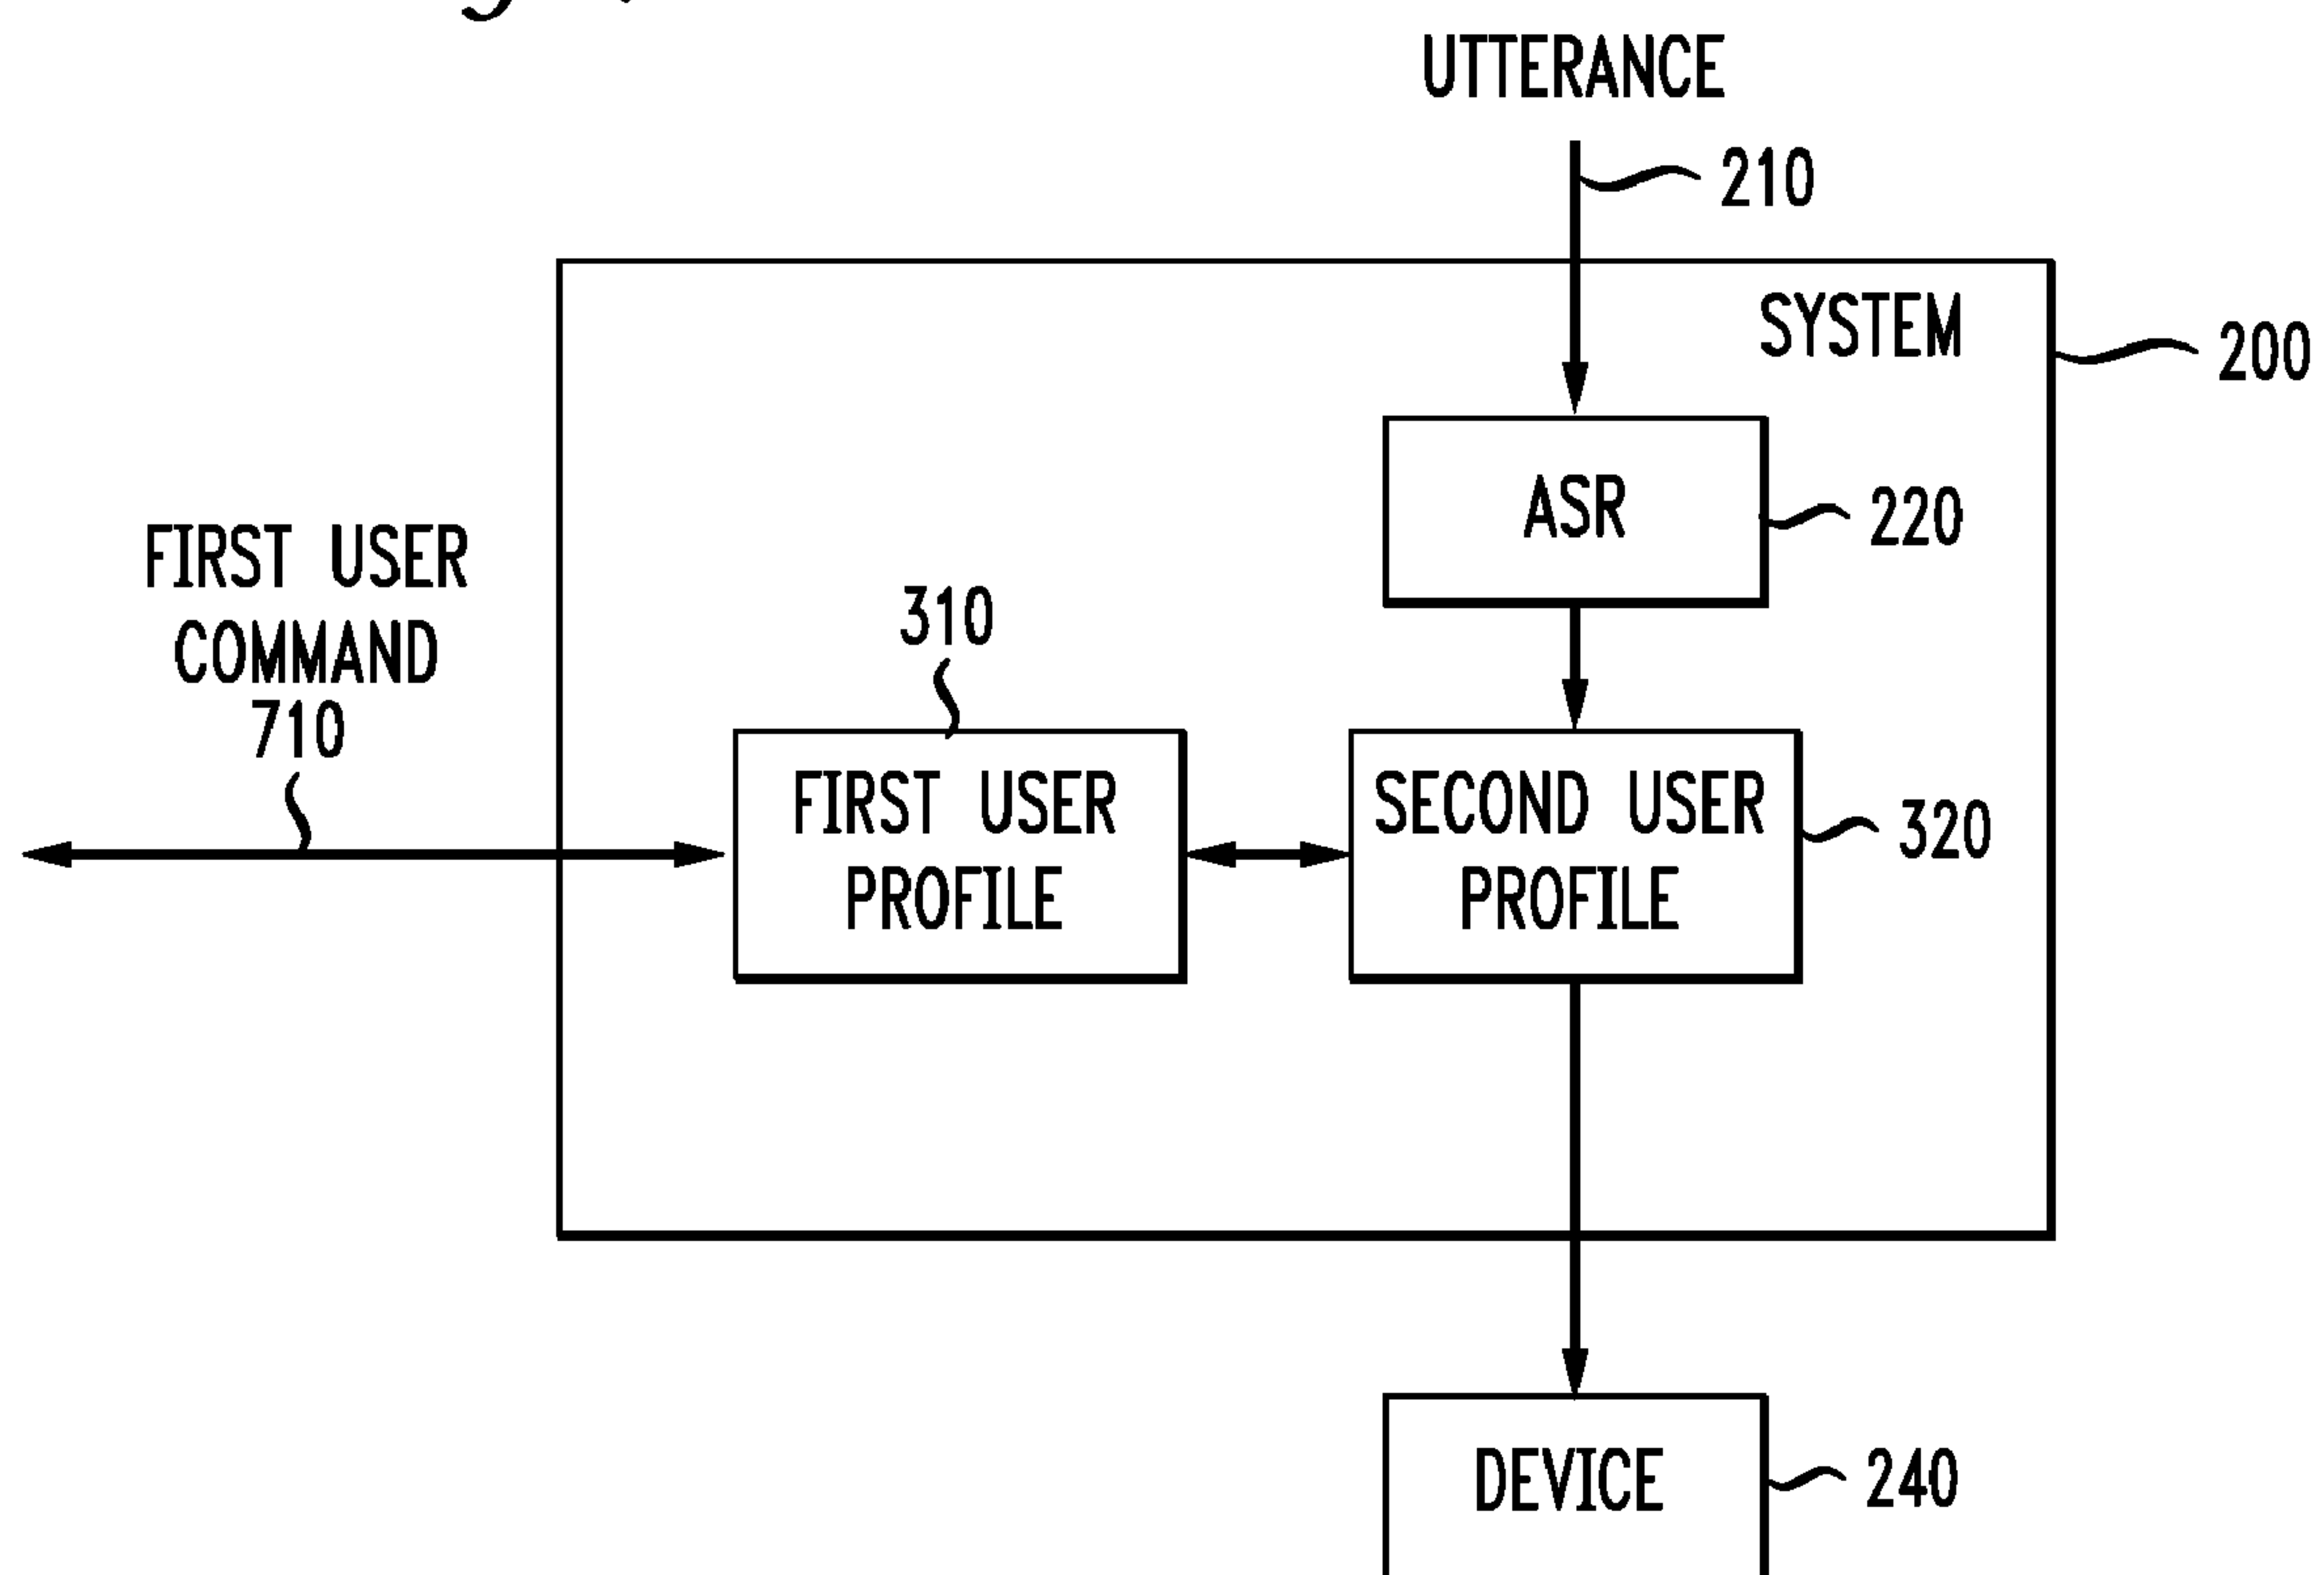 UTTERANCE
210
SYSTEM
200
ASR
220
FIRST USER
COMMAND
710
310
FIRST USER
PROFILE
SECOND USER
PROFILE
320
DEVICE
240